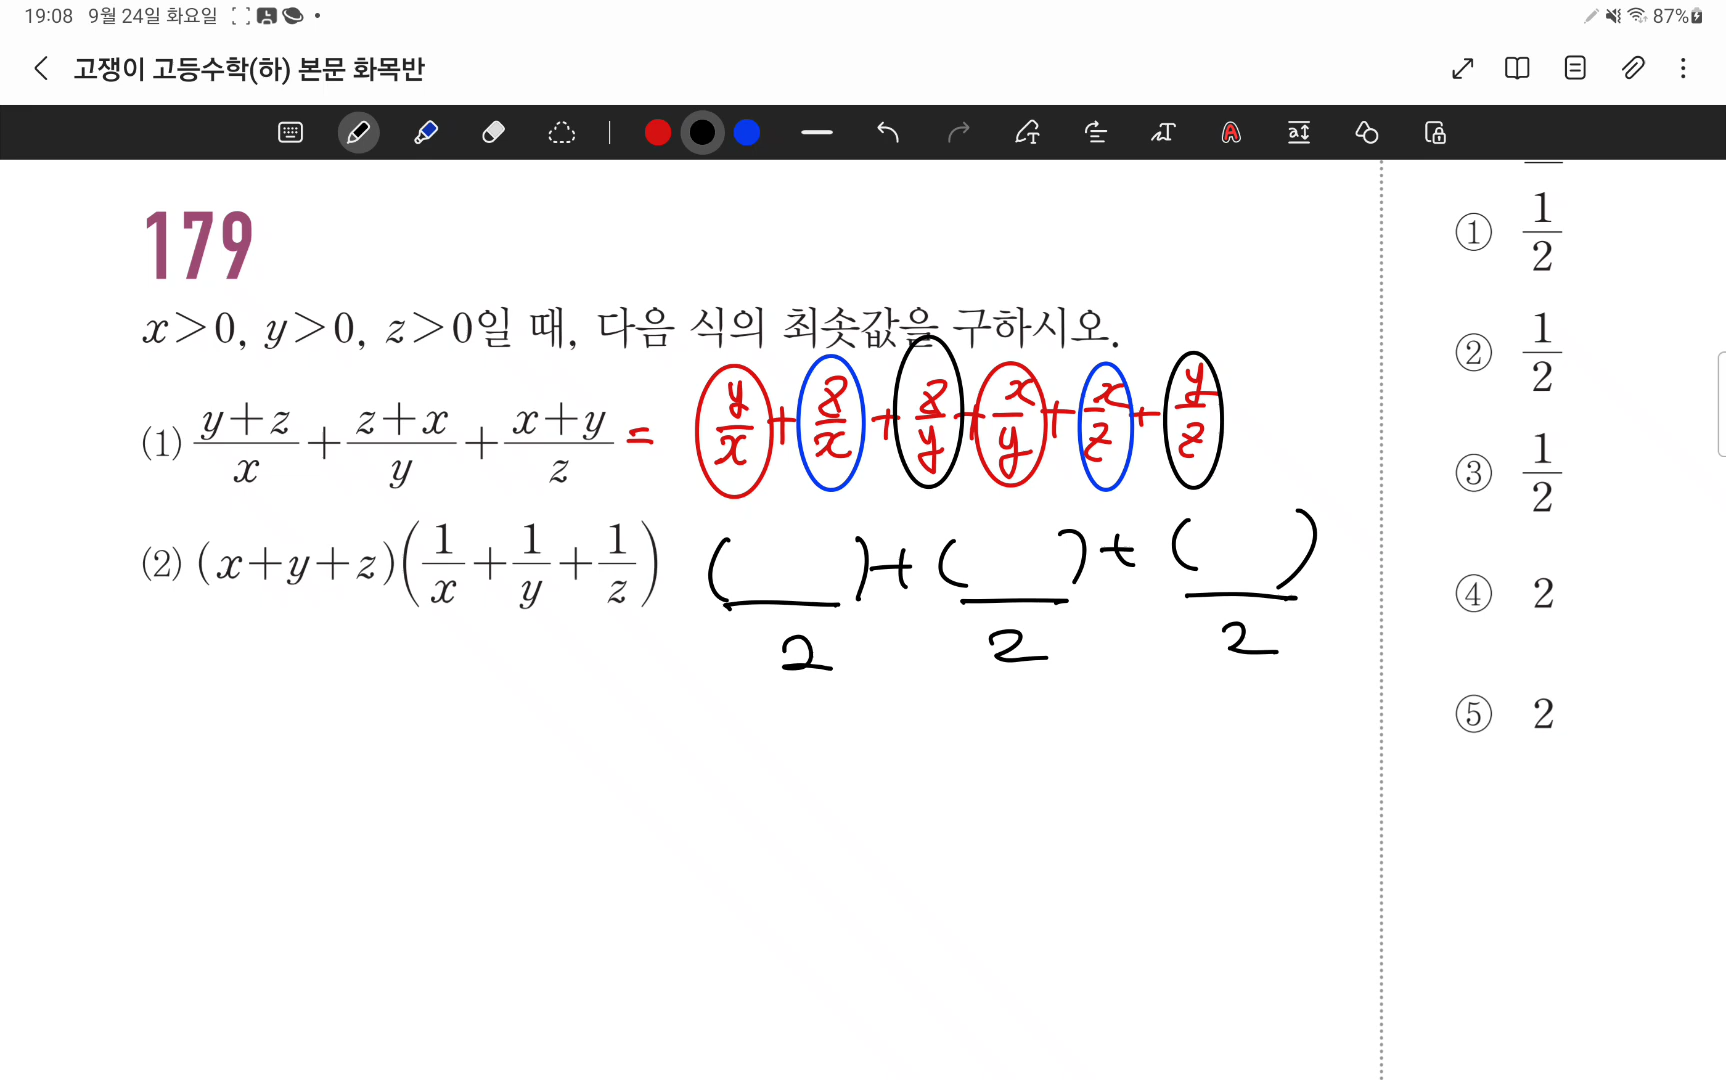 19:08 9월 24일 화요일
87%
고쟁이 고등수학(하) 본문 화목반
179
x>0, y>0, z>0일 때, 다음 식의 최솟값을 구하시오.
(1) (y+z)/x + (z+x)/y + (x+y)/z = y/x + z/x + z/y + x/y + x/z + y/z
(2) (x+y+z)(1/x + 1/y + 1/z)
( ) + ( ) + ( )
2 2 2
① 1/2
② 1/2
③ 1/2
④ 2
⑤ 2